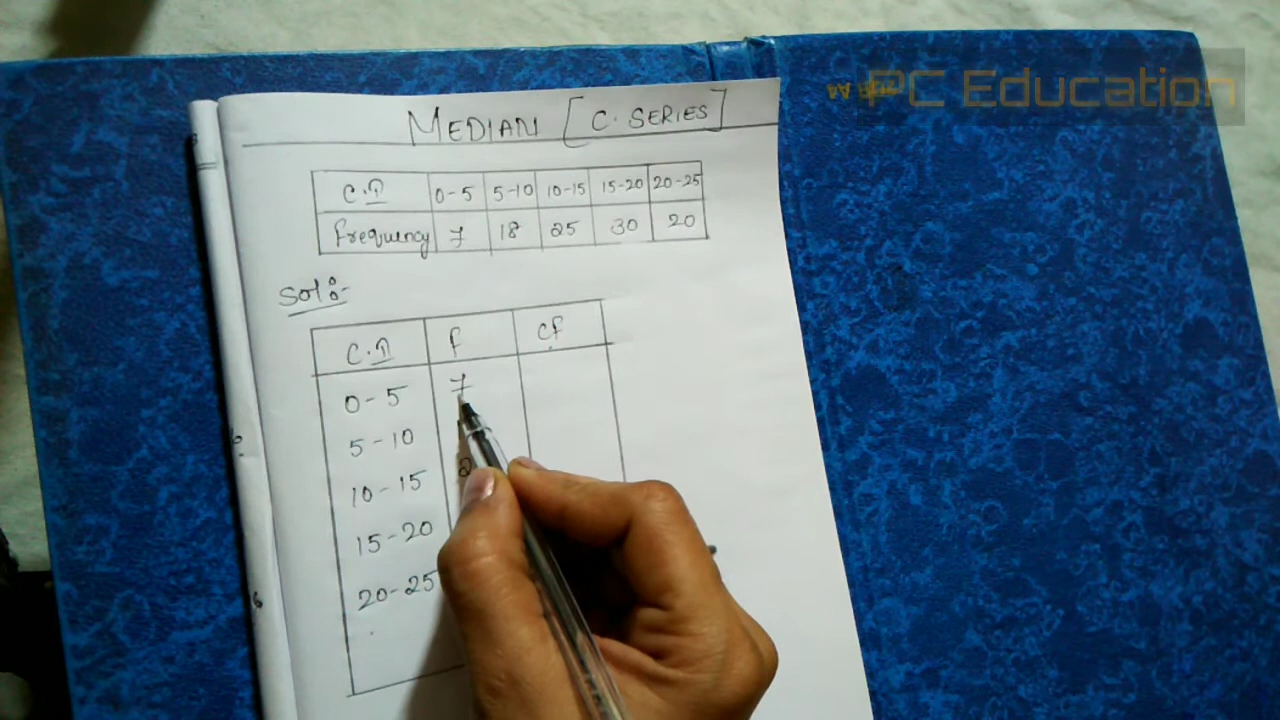 PC Education
MEDIAN [C. SERIES]
C.I 0-5 5-10 10-15 15-20 20-25
frequency 7 18 25 30 20
Sol:-
C.I f cf
0-5 7
5-10
10-15 2
15-20
20-25